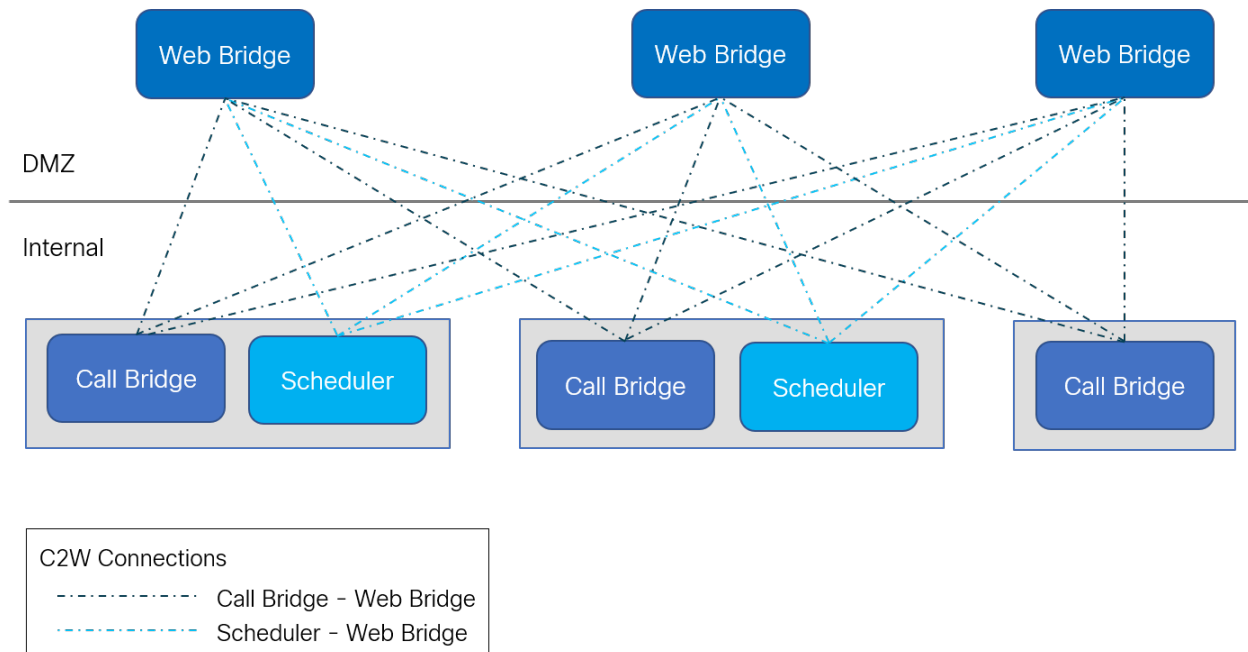 Web Bridge
Web Bridge
Web Bridge
DMZ
Internal
Call Bridge
Scheduler
Call Bridge
Scheduler
Call Bridge
C2W Connections
Call Bridge - Web Bridge
Scheduler - Web Bridge